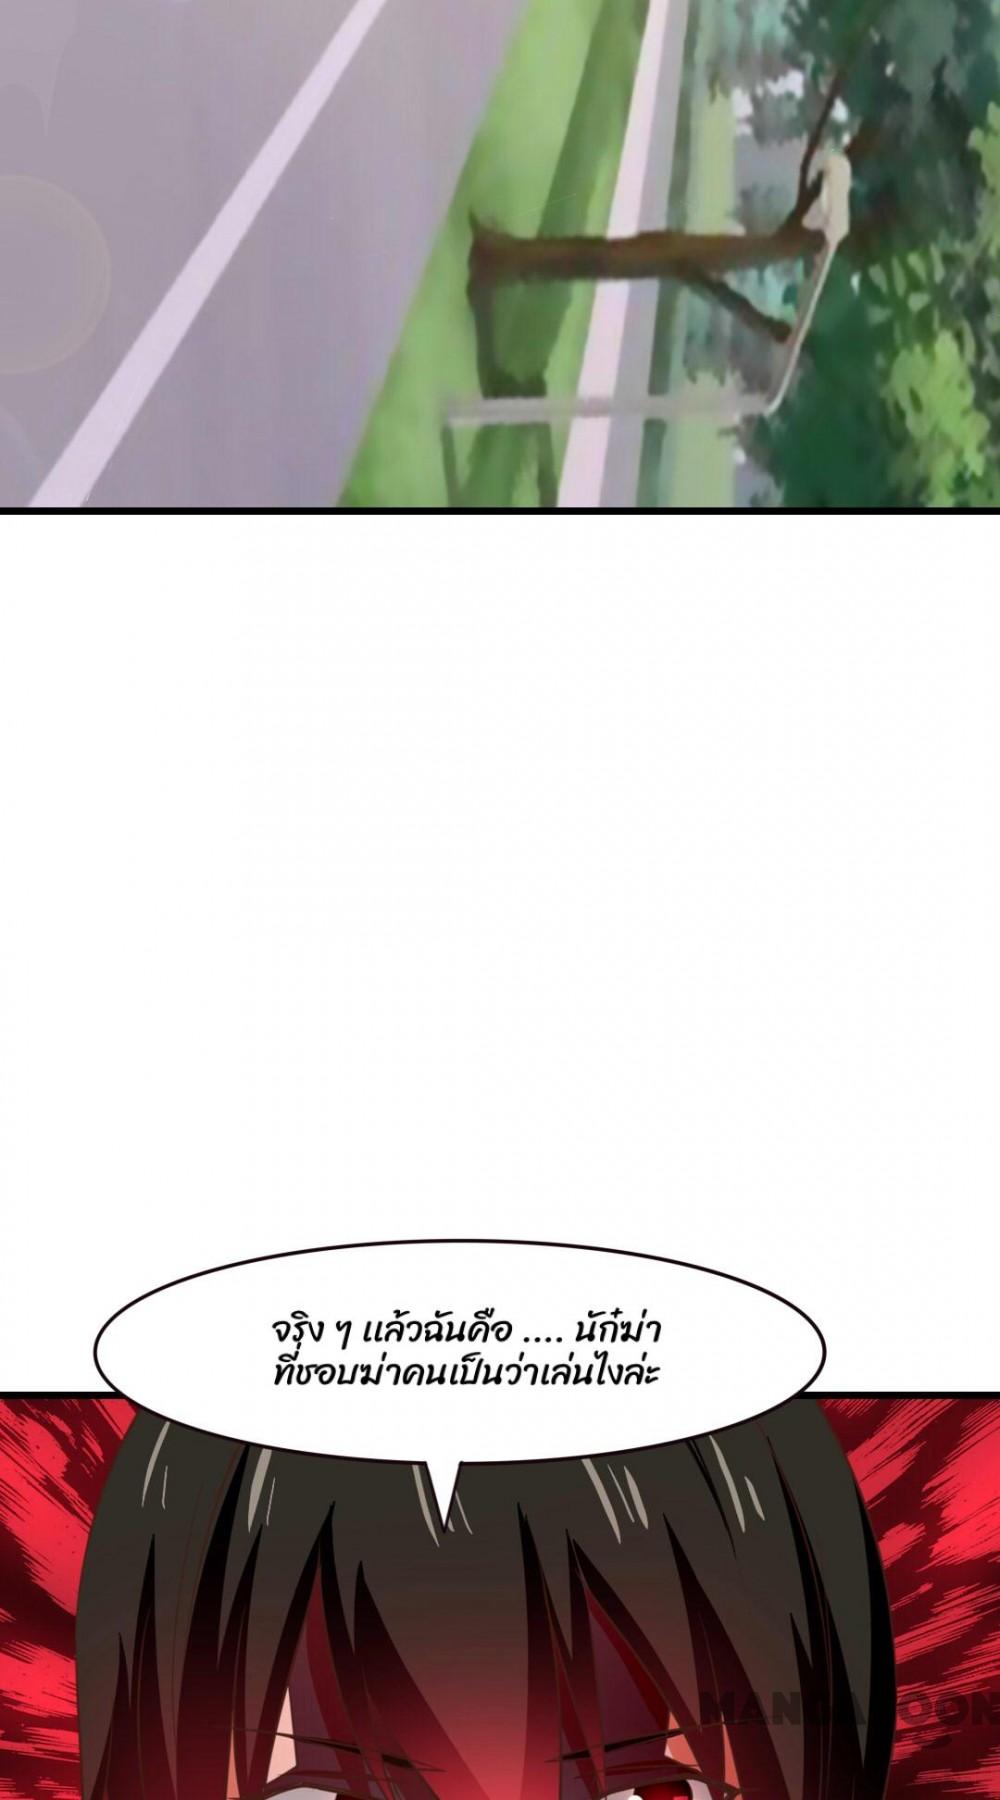 จริง ๆ แล้วฉันคือ .... นักฆ่า
ที่ชอบฆ่าคนเป็นว่าเล่นไงล่ะ